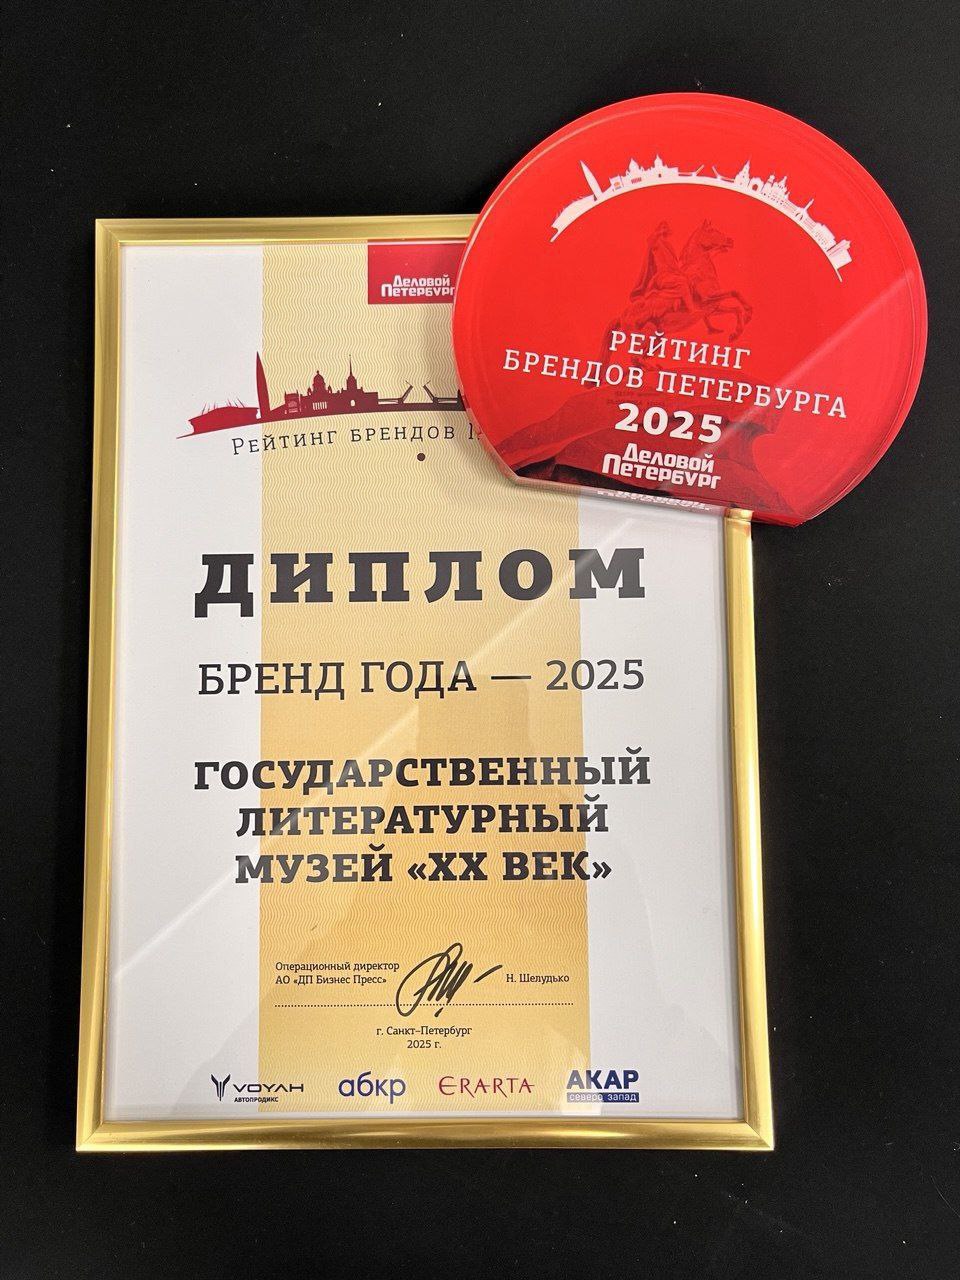 Деловой
Петербург
РЕЙТИНГ БРЕНДОВ
ДИПЛОМ
БРЕНД ГОДА — 2025
ГОСУДАРСТВЕННЫЙ
ЛИТЕРАТУРНЫЙ
МУЗЕЙ «ХХ ВЕК»
Операционный директор
АО «ДП Бизнес Пресс»
Н. Шелудько
г. Санкт–Петербург
2025 г.
VOYAH
АВТОПРОДИКС
абкр
ERARTA
АКАР
северо запад
РЕЙТИНГ
БРЕНДОВ ПЕТЕРБУРГА
2025
Деловой
Петербург